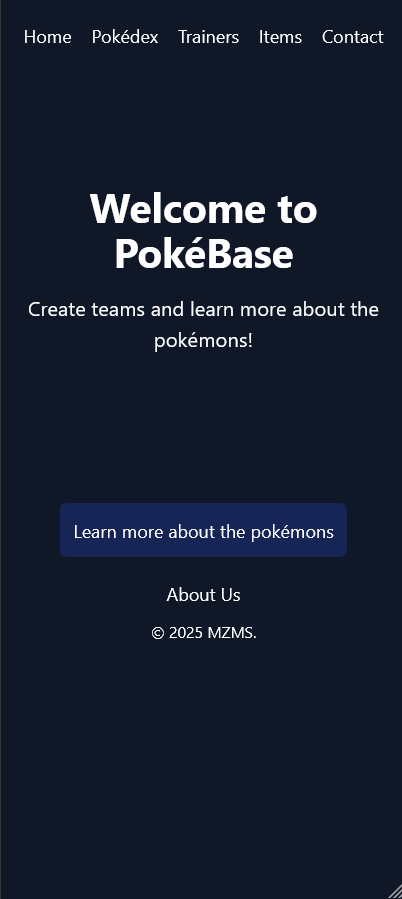 Home Pokédex Trainers Items Contact
Welcome to
PokéBase
Create teams and learn more about the
pokémons!
Learn more about the pokémons
About Us
© 2025 MZMS.